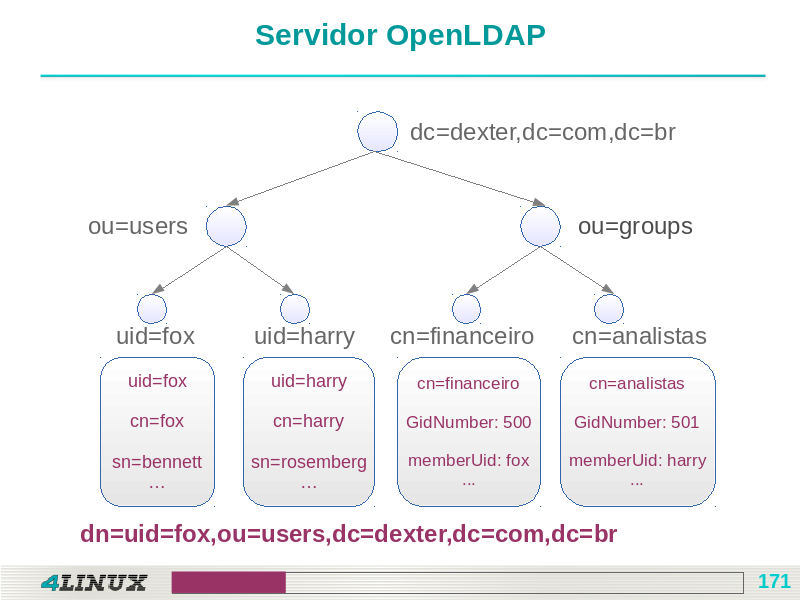 Servidor OpenLDAP
dc=dexter,dc=com,dc=br
ou=users
ou=groups
uid=fox
uid=harry
cn=financeiro
cn=analistas
uid=fox
cn=fox
sn=bennett
...
uid=harry
cn=harry
sn=rosemberg
...
cn=financeiro
GidNumber: 500
memberUid: fox
...
cn=analistas
GidNumber: 501
memberUid: harry
...
dn=uid=fox,ou=users,dc=dexter,dc=com,dc=br
4LINUX
171